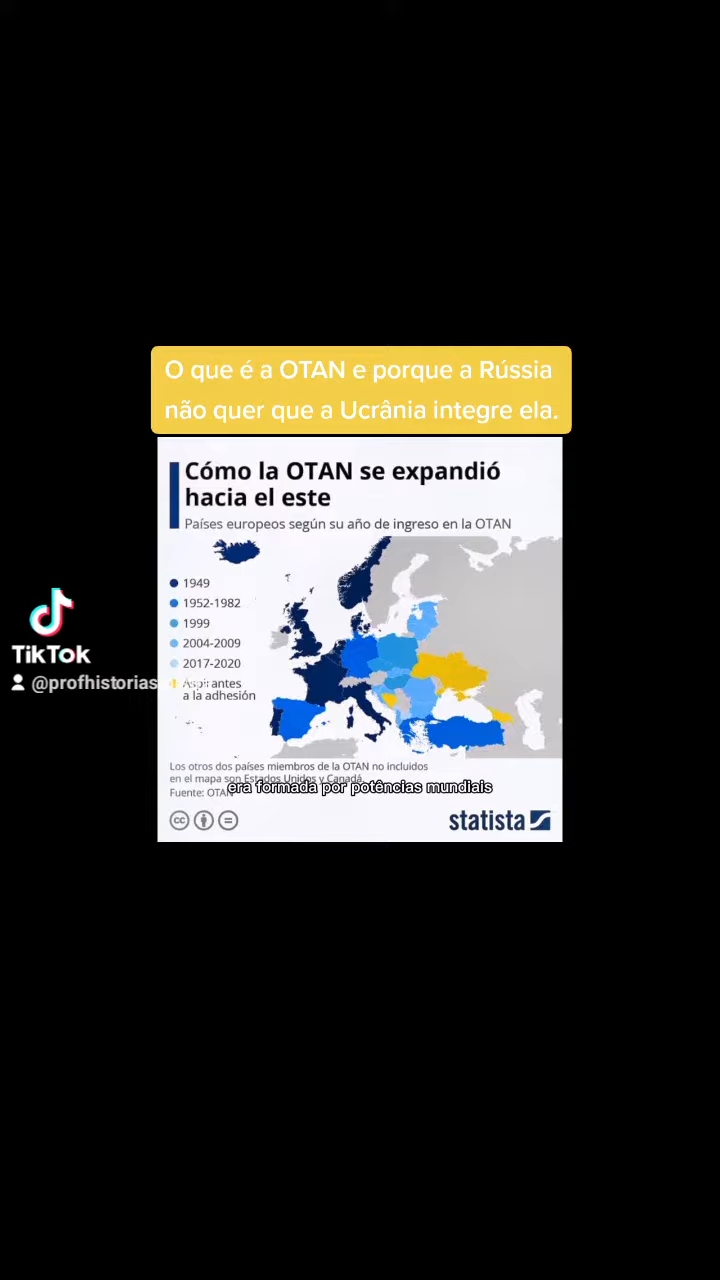 O que é a OTAN e porque a Rússia
não quer que a Ucrânia integre ela.
Cómo la OTAN se expandió
hacia el este
Países europeos según su año de ingreso en la OTAN
1949
1952-1982
1999
2004-2009
2017-2020
Aspirantes
a la adhesión
TikTok
@profhistorias
Los otros dos países miembros de la OTAN no incluidos
en el mapa son Estados Unidos y Canadá.
era formada por potências mundiais
Fuente: OTAN
cc
statista